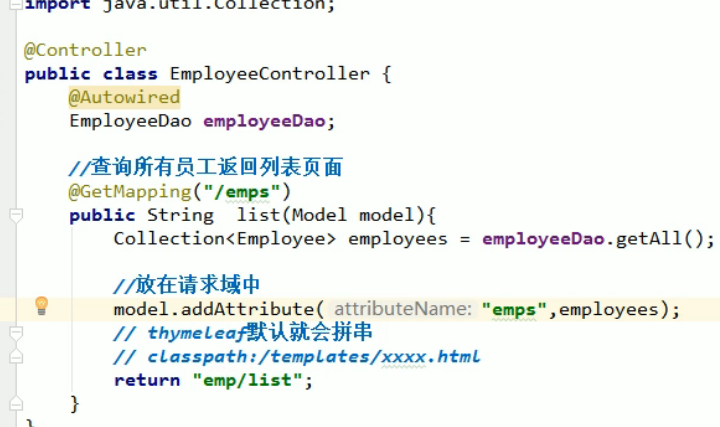 import java.util.Collection;
@Controller
public class EmployeeController {
@Autowired
EmployeeDao employeeDao;
//查询所有员工返回列表页面
@GetMapping("/emps")
public String list(Model model){
Collection<Employee> employees = employeeDao.getAll();
//放在请求域中
model.addAttribute( attributeName: "emps",employees);
// thymeleaf默认就会拼串
// classpath:/templates/xxxx.html
return "emp/list";
}
}